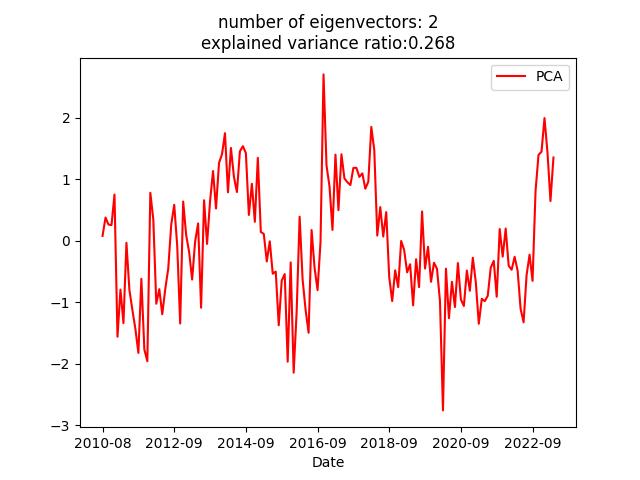 number of eigenvectors: 2
explained variance ratio:0.268
PCA
2
1
0
−1
−2
−3
2010-08 2012-09 2014-09 2016-09 2018-09 2020-09 2022-09
Date